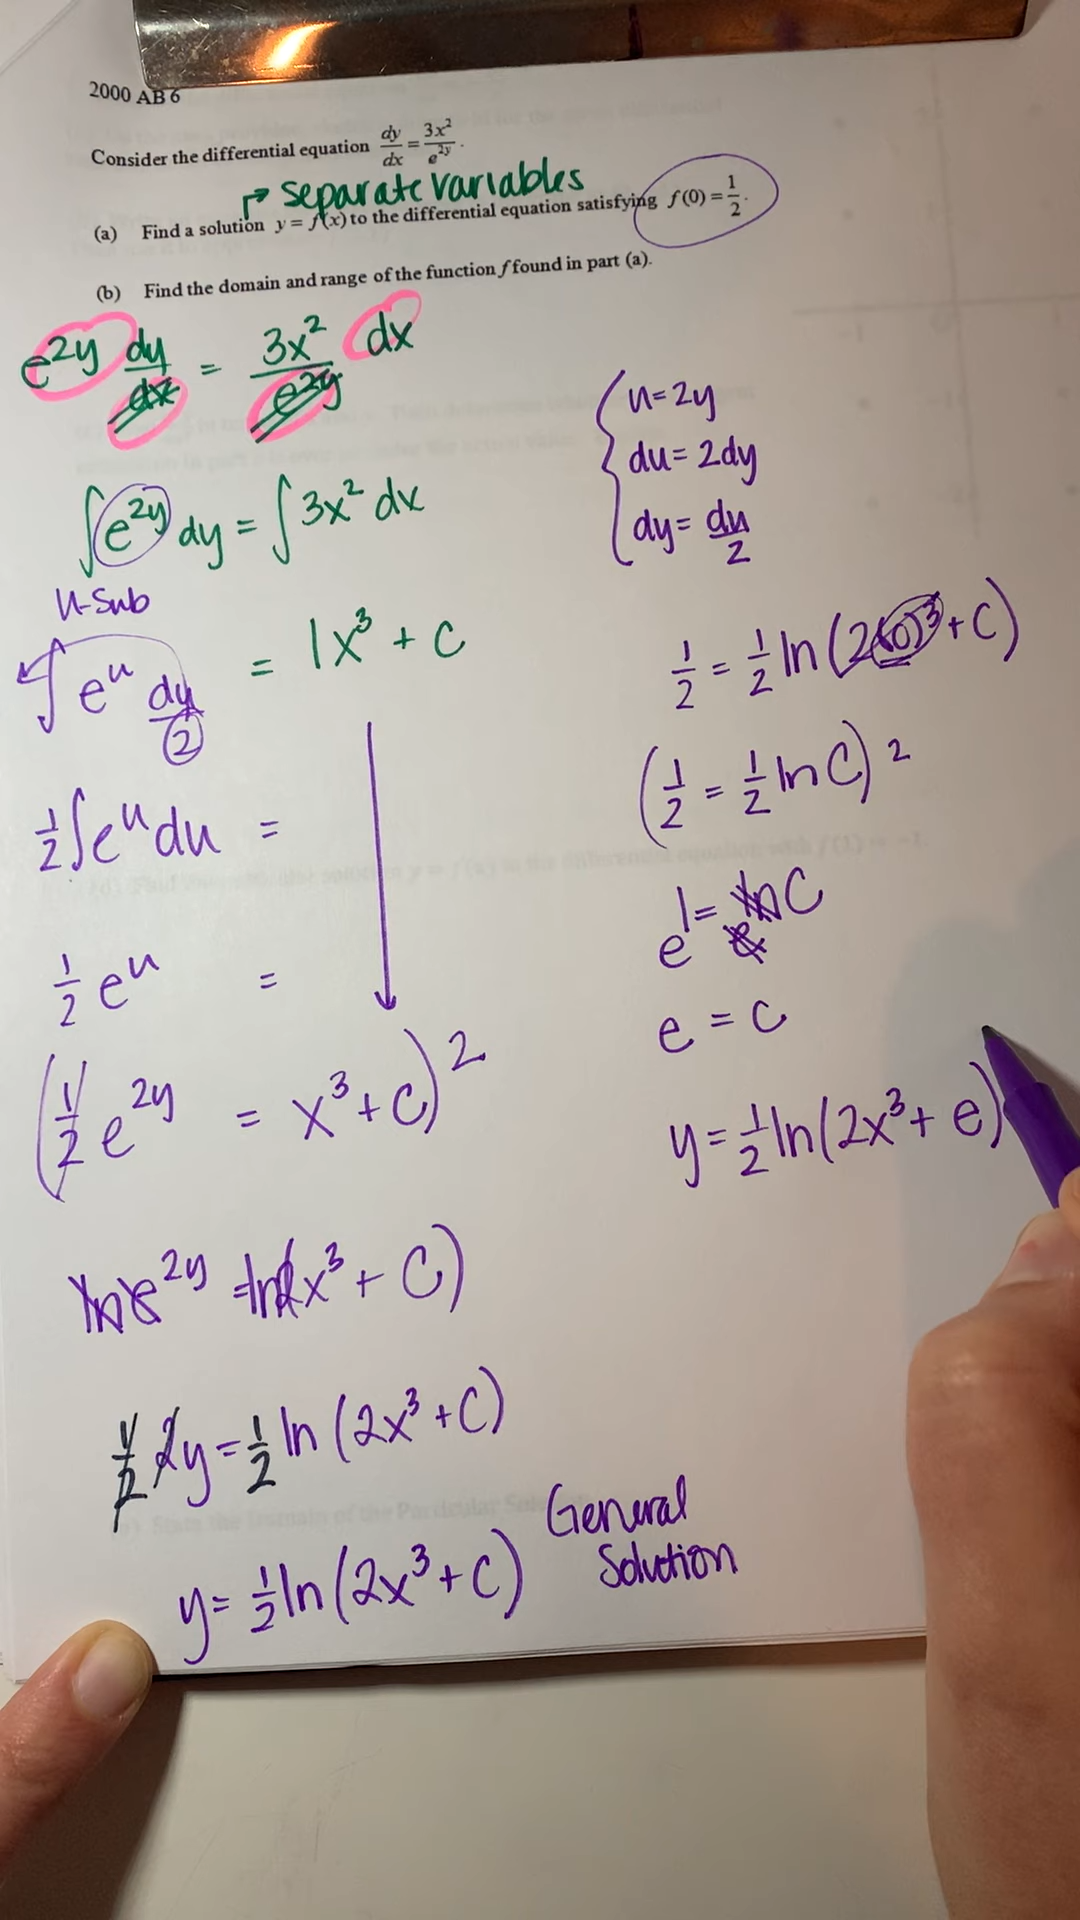 2000 AB 6
Consider the differential equation dy/dx = 3x²/e^(2y).
↱ separate variables
(a) Find a solution y = f(x) to the differential equation satisfying f(0) = 1/2.
(b) Find the domain and range of the function f found in part (a).
e^(2y) dy/dx = 3x²/e^(2y) dx
∫e^(2y) dy = ∫3x² dx
u-sub
∫e^u dy/2 = 1x³ + C
1/2 ∫e^u du =
1/2 e^u =
(1/2 e^(2y) = x³ + C) 2
ln e^(2y) = ln(2x³ + C)
1/2 2y = 1/2 ln(2x³ + C)
y = 1/2 ln(2x³ + C)
General
Solution
u = 2y
du = 2dy
dy = du/2
1/2 = 1/2 ln(2(0)³ + C)
(1/2 = 1/2 ln C) 2
e^1 = e^(ln C)
e = C
y = 1/2 ln(2x³ + e)